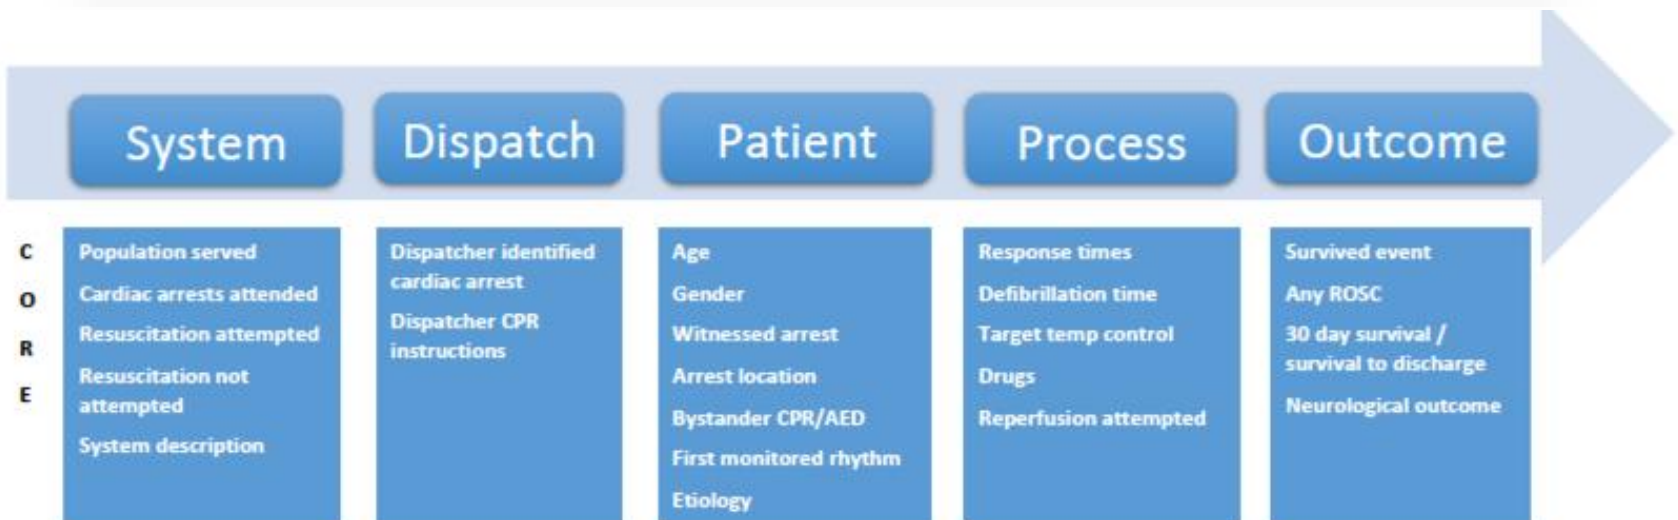 System
Dispatch
Patient
Process
Outcome
C
O
R
E
Population served
Cardiac arrests attended
Resuscitation attempted
Resuscitation not
attempted
System description
Dispatcher identified
cardiac arrest
Dispatcher CPR
instructions
Age
Gender
Witnessed arrest
Arrest location
Bystander CPR/AED
First monitored rhythm
Etiology
Response times
Defibrillation time
Target temp control
Drugs
Reperfusion attempted
Survived event
Any ROSC
30 day survival /
survival to discharge
Neurological outcome